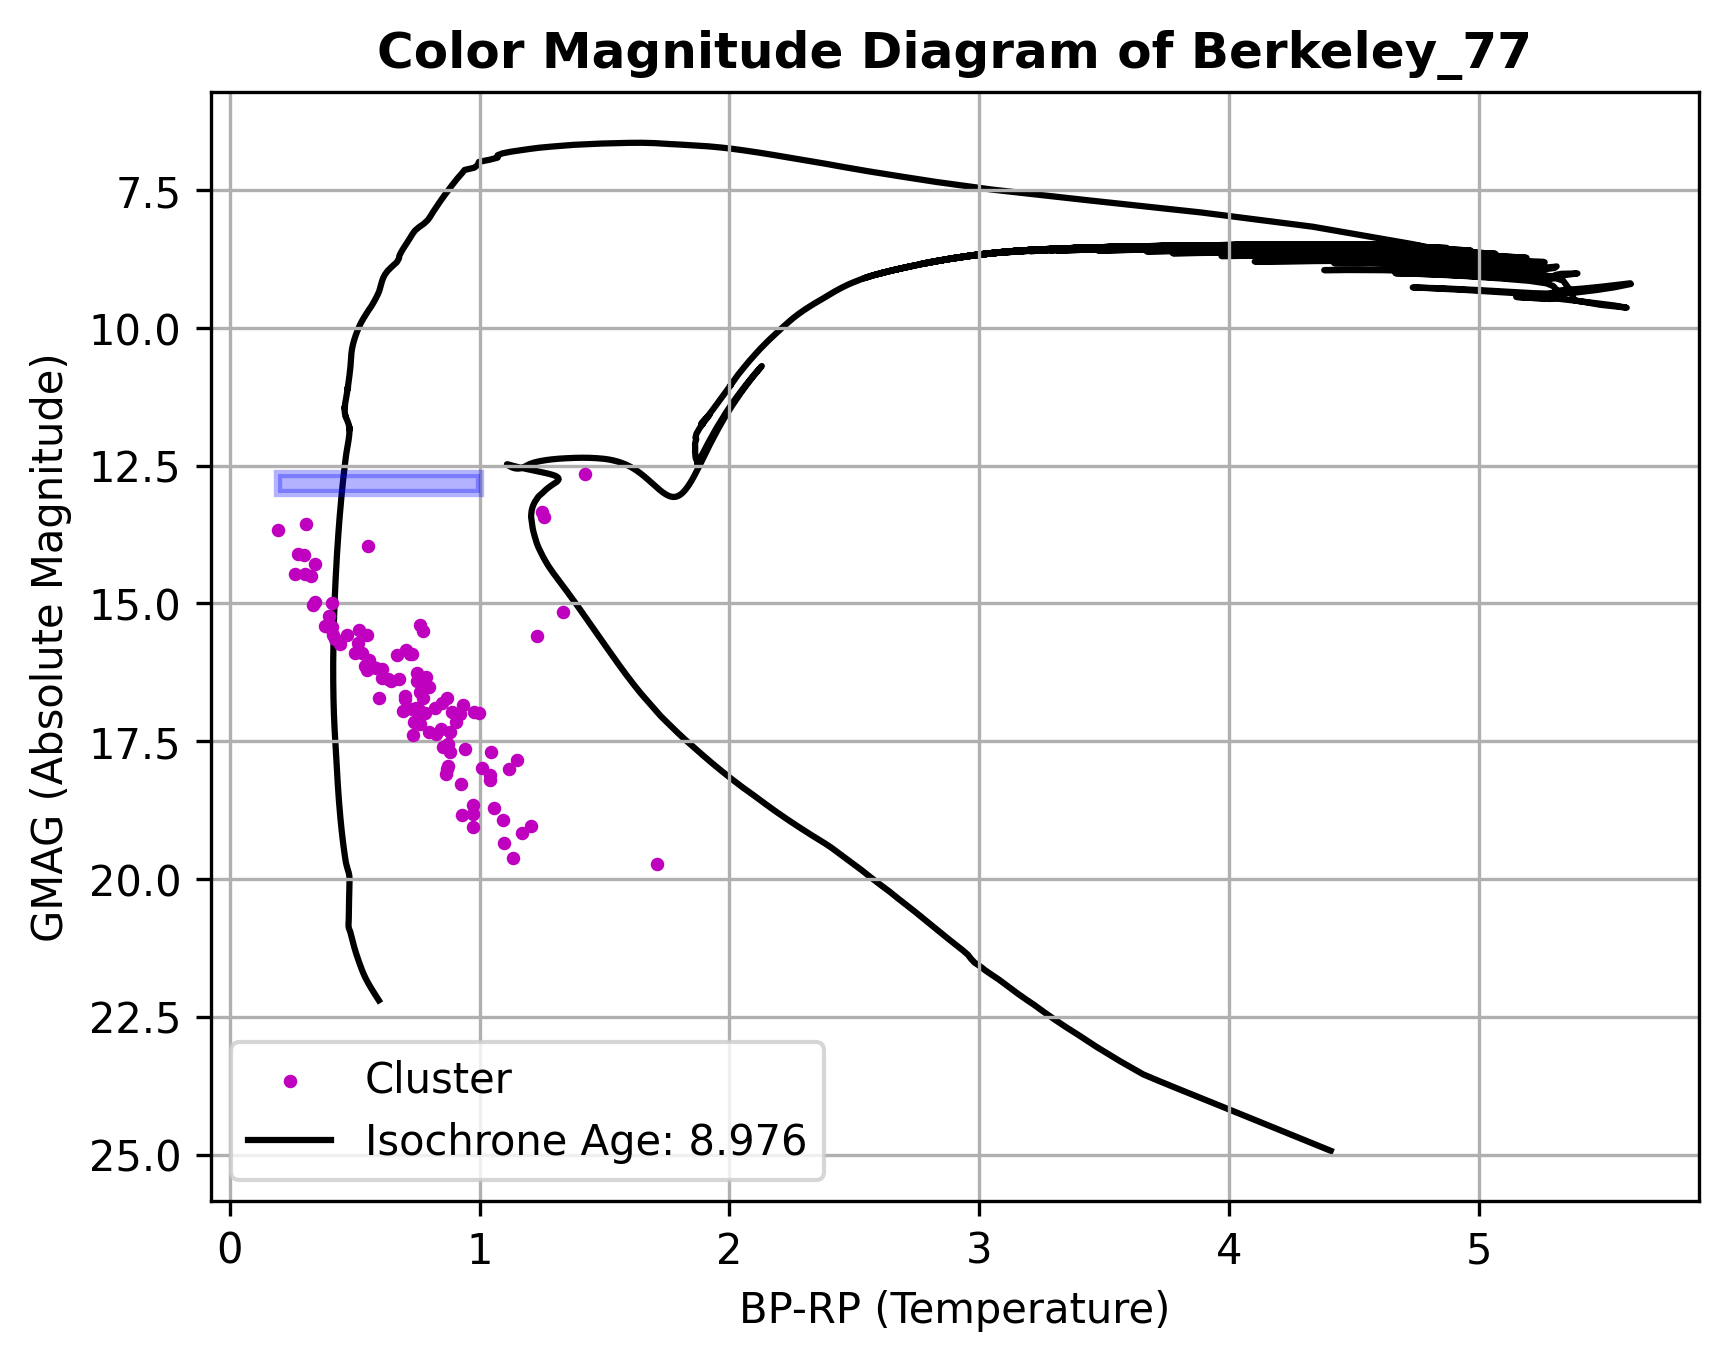 Color Magnitude Diagram of Berkeley_77
GMAG (Absolute Magnitude)
7.5
10.0
12.5
15.0
17.5
20.0
22.5
25.0
Cluster
Isochrone Age: 8.976
0 1 2 3 4 5
BP-RP (Temperature)